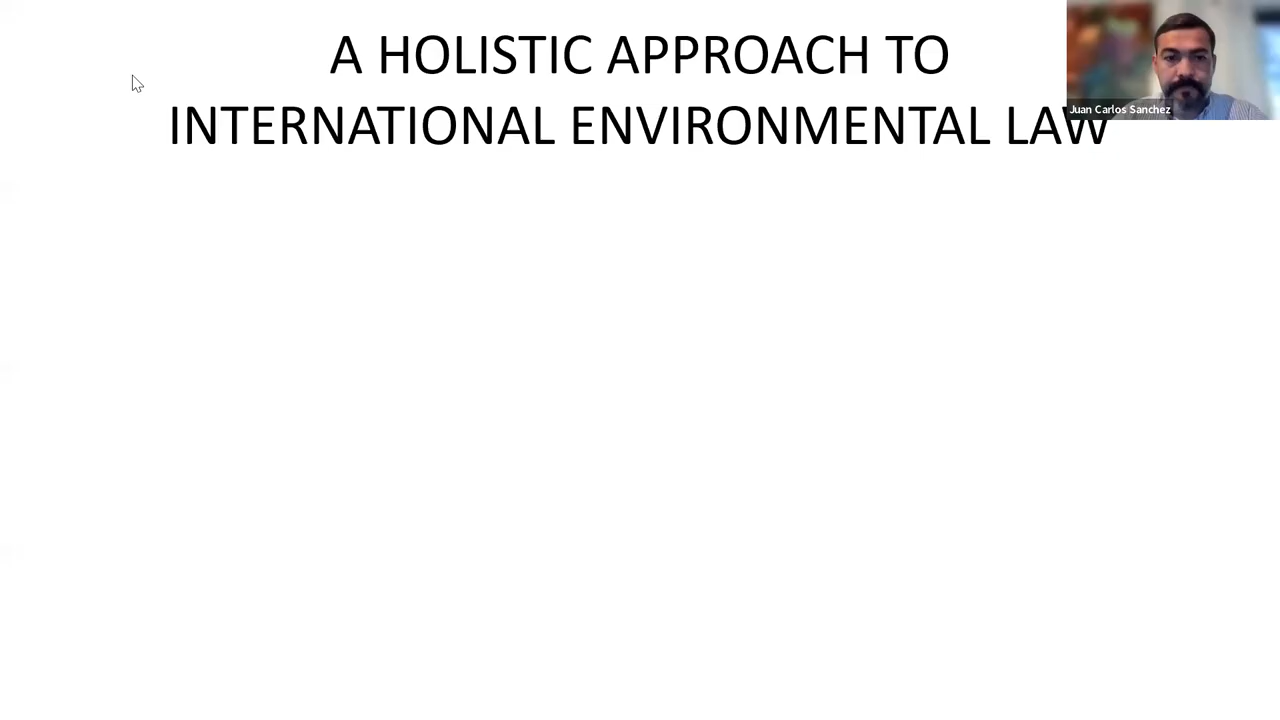 A HOLISTIC APPROACH TO
INTERNATIONAL ENVIRONMENTAL LAW
Juan Carlos Sanchez